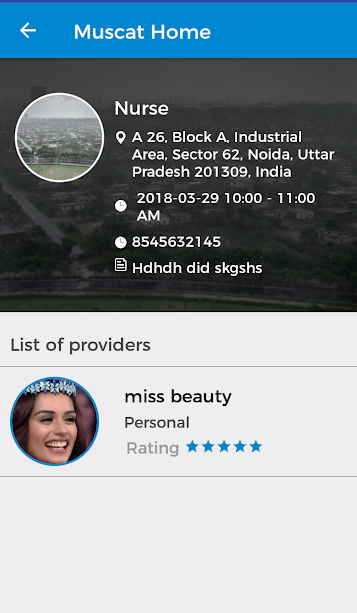 Muscat Home
Nurse
A 26, Block A, Industrial
Area, Sector 62, Noida, Uttar
Pradesh 201309, India
2018-03-29 10:00 - 11:00
AM
8545632145
Hdhdh did skgshs
List of providers
miss beauty
Personal
Rating